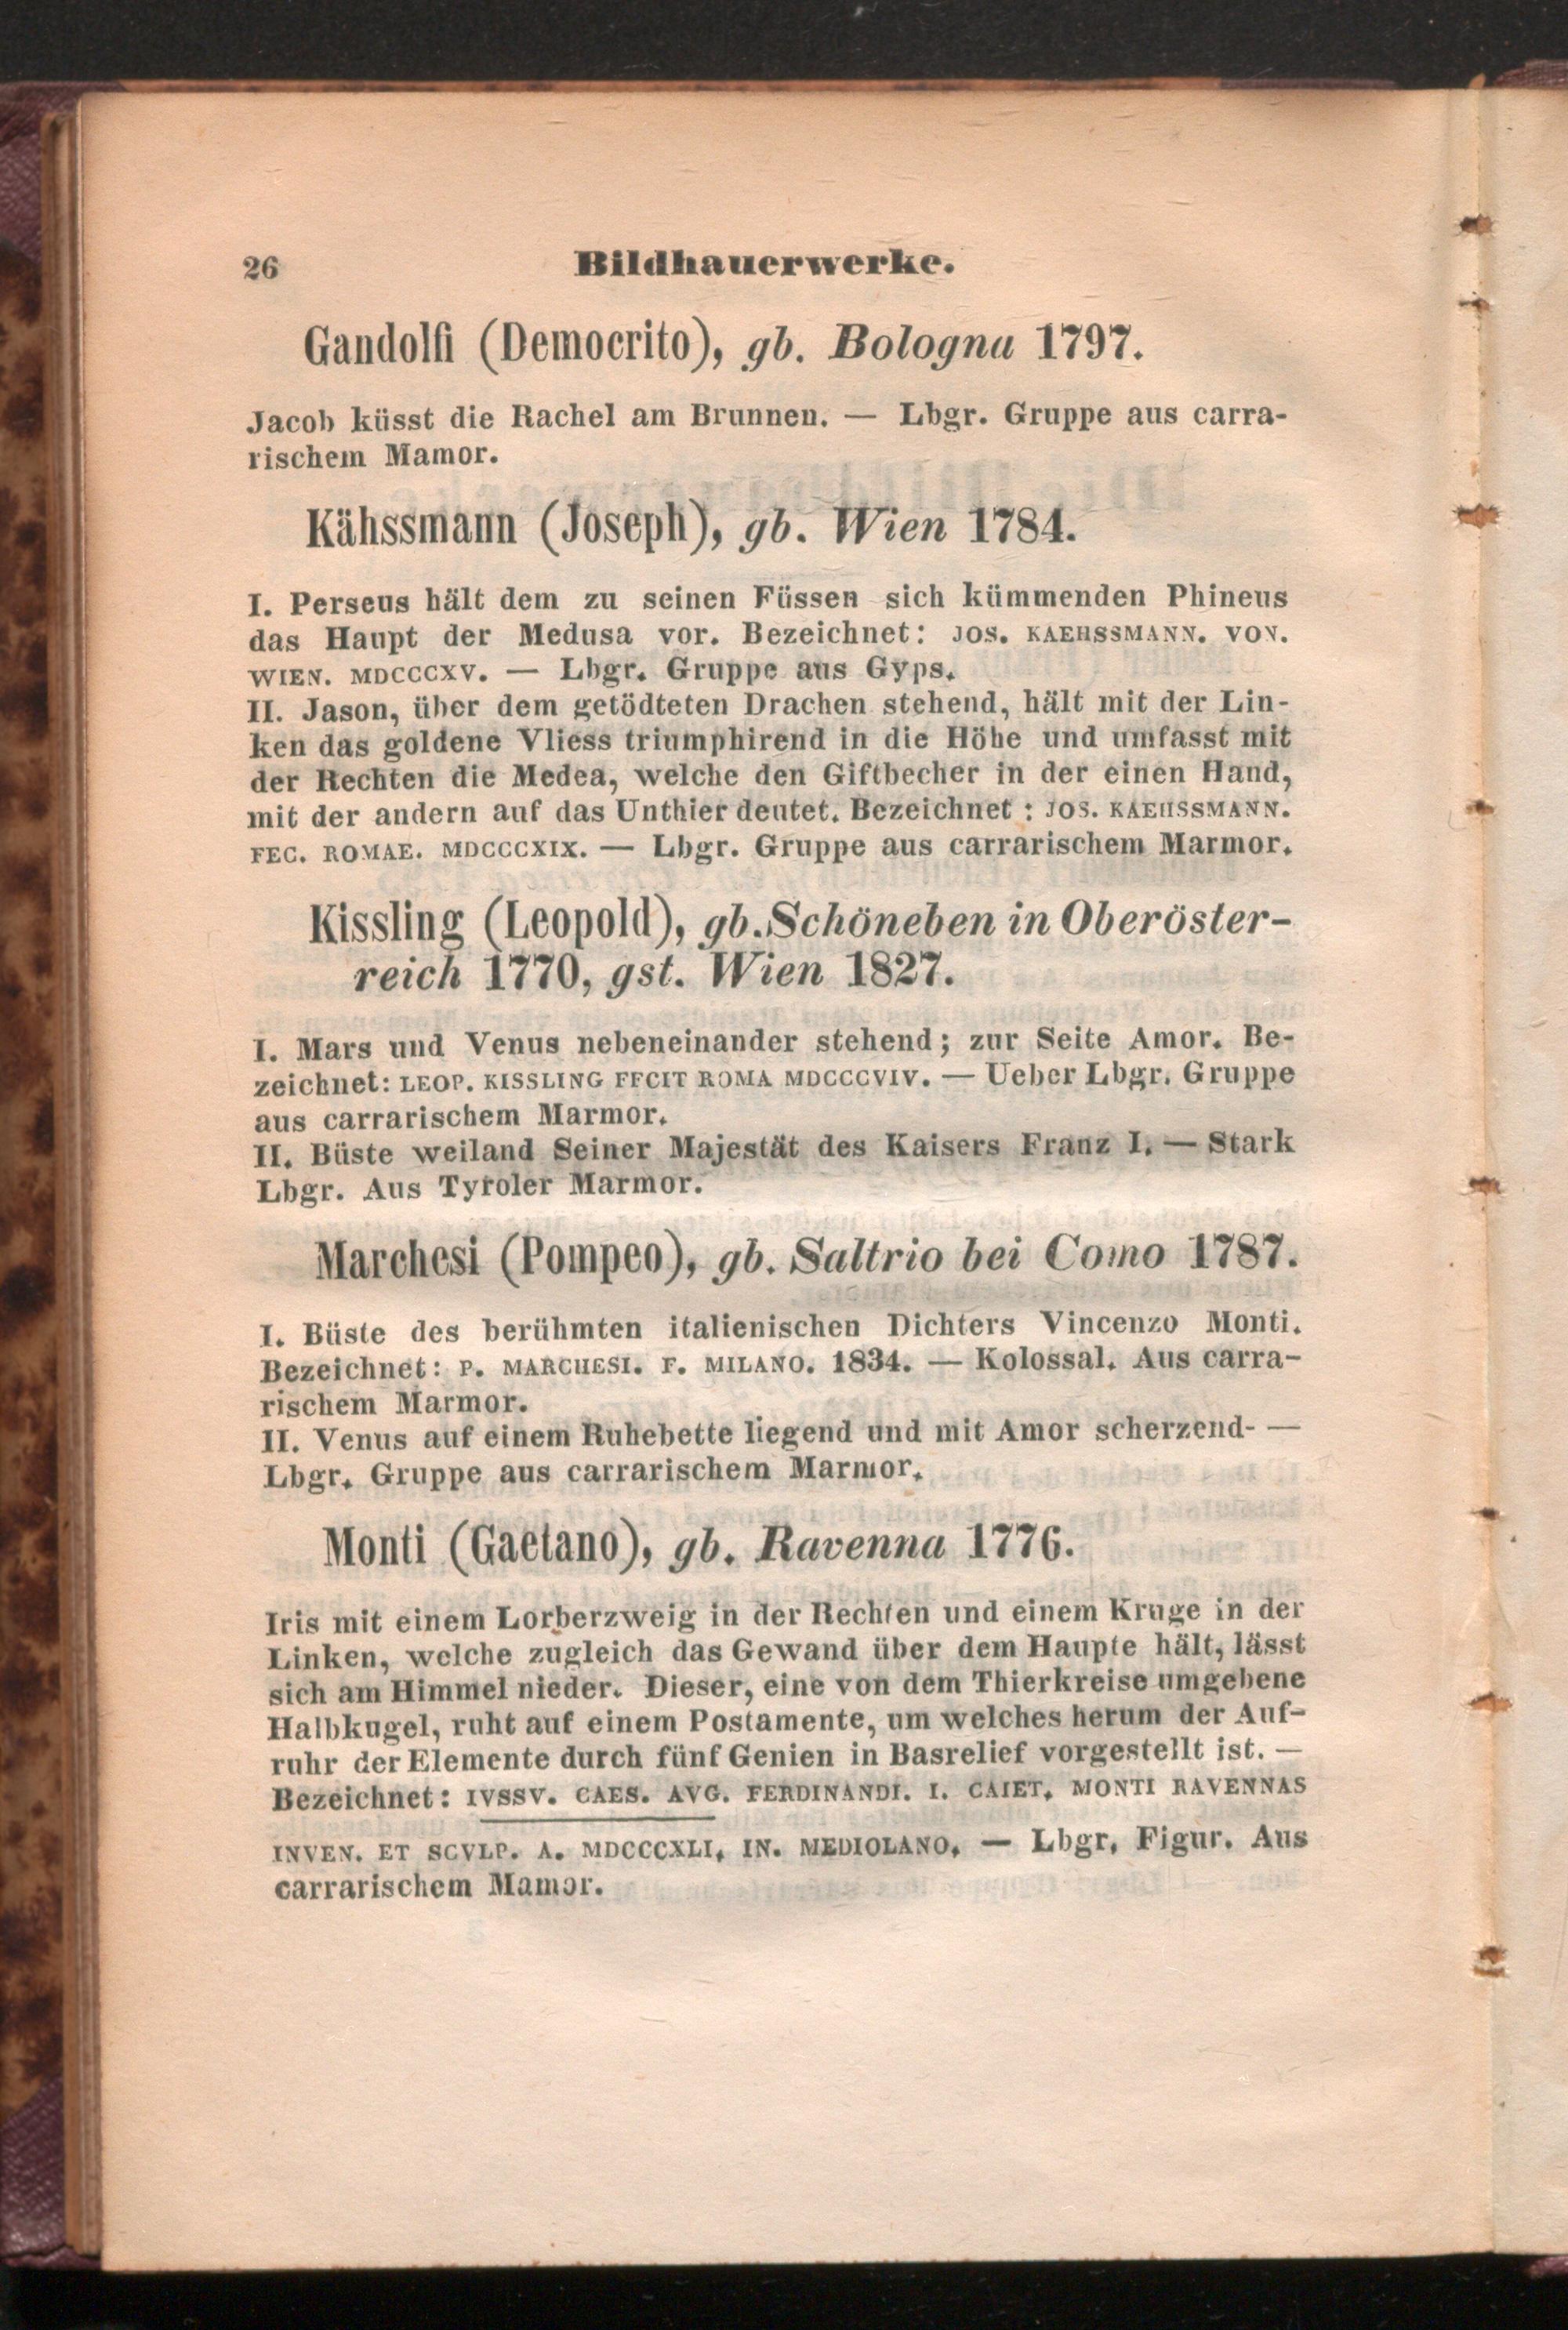 26 Bildhauerwerke.
Gandolfi (Democrito), gb. Bologna 1797.
Jacob küsst die Rachel am Brunnen. — Lbgr. Gruppe aus carra-
rischem Mamor.
Kähssmann (Joseph), gb. Wien 1784.
I. Perseus hält dem zu seinen Füssen sich kümmenden Phineus
das Haupt der Medusa vor. Bezeichnet: JOS. KAEHSSMANN. VON.
WIEN. MDCCCXV. — Lbgr. Gruppe aus Gyps.
II. Jason, über dem getödteten Drachen stehend, hält mit der Lin-
ken das goldene Vliess triumphirend in die Höhe und umfasst mit
der Rechten die Medea, welche den Giftbecher in der einen Hand,
mit der andern auf das Unthier deutet. Bezeichnet : JOS. KAEHSSMANN.
FEC. ROMAE. MDCCCXIX. — Lbgr. Gruppe aus carrarischem Marmor.
Kissling (Leopold), gb. Schöneben in Oberöster-
reich 1770, gst. Wien 1827.
I. Mars und Venus nebeneinander stehend; zur Seite Amor. Be-
zeichnet: LEOP. KISSLING FFCIT ROMA MDCCCVIV. — Ueber Lbgr. Gruppe
aus carrarischem Marmor.
II. Büste weiland Seiner Majestät des Kaisers Franz I. — Stark
Lbgr. Aus Tyroler Marmor.
Marchesi (Pompeo), gb. Saltrio bei Como 1787.
I. Büste des berühmten italienischen Dichters Vincenzo Monti.
Bezeichnet: P. MARCHESI. F. MILANO. 1834. — Kolossal. Aus carra-
rischem Marmor.
II. Venus auf einem Ruhebette liegend und mit Amor scherzend- —
Lbgr. Gruppe aus carrarischem Marmor.
Monti (Gaetano), gb. Ravenna 1776.
Iris mit einem Lorberzweig in der Rechten und einem Kruge in der
Linken, welche zugleich das Gewand über dem Haupte hält, lässt
sich am Himmel nieder. Dieser, eine von dem Thierkreise umgebene
Halbkugel, ruht auf einem Postamente, um welches herum der Auf-
ruhr der Elemente durch fünf Genien in Basrelief vorgestellt ist. —
Bezeichnet: IVSSV. CAES. AVG. FERDINANDI. I. CAIET. MONTI RAVENNAS
INVEN. ET SCVLP. A. MDCCCXLI. IN. MEDIOLANO. — Lbgr. Figur. Aus
carrarischem Mamor.